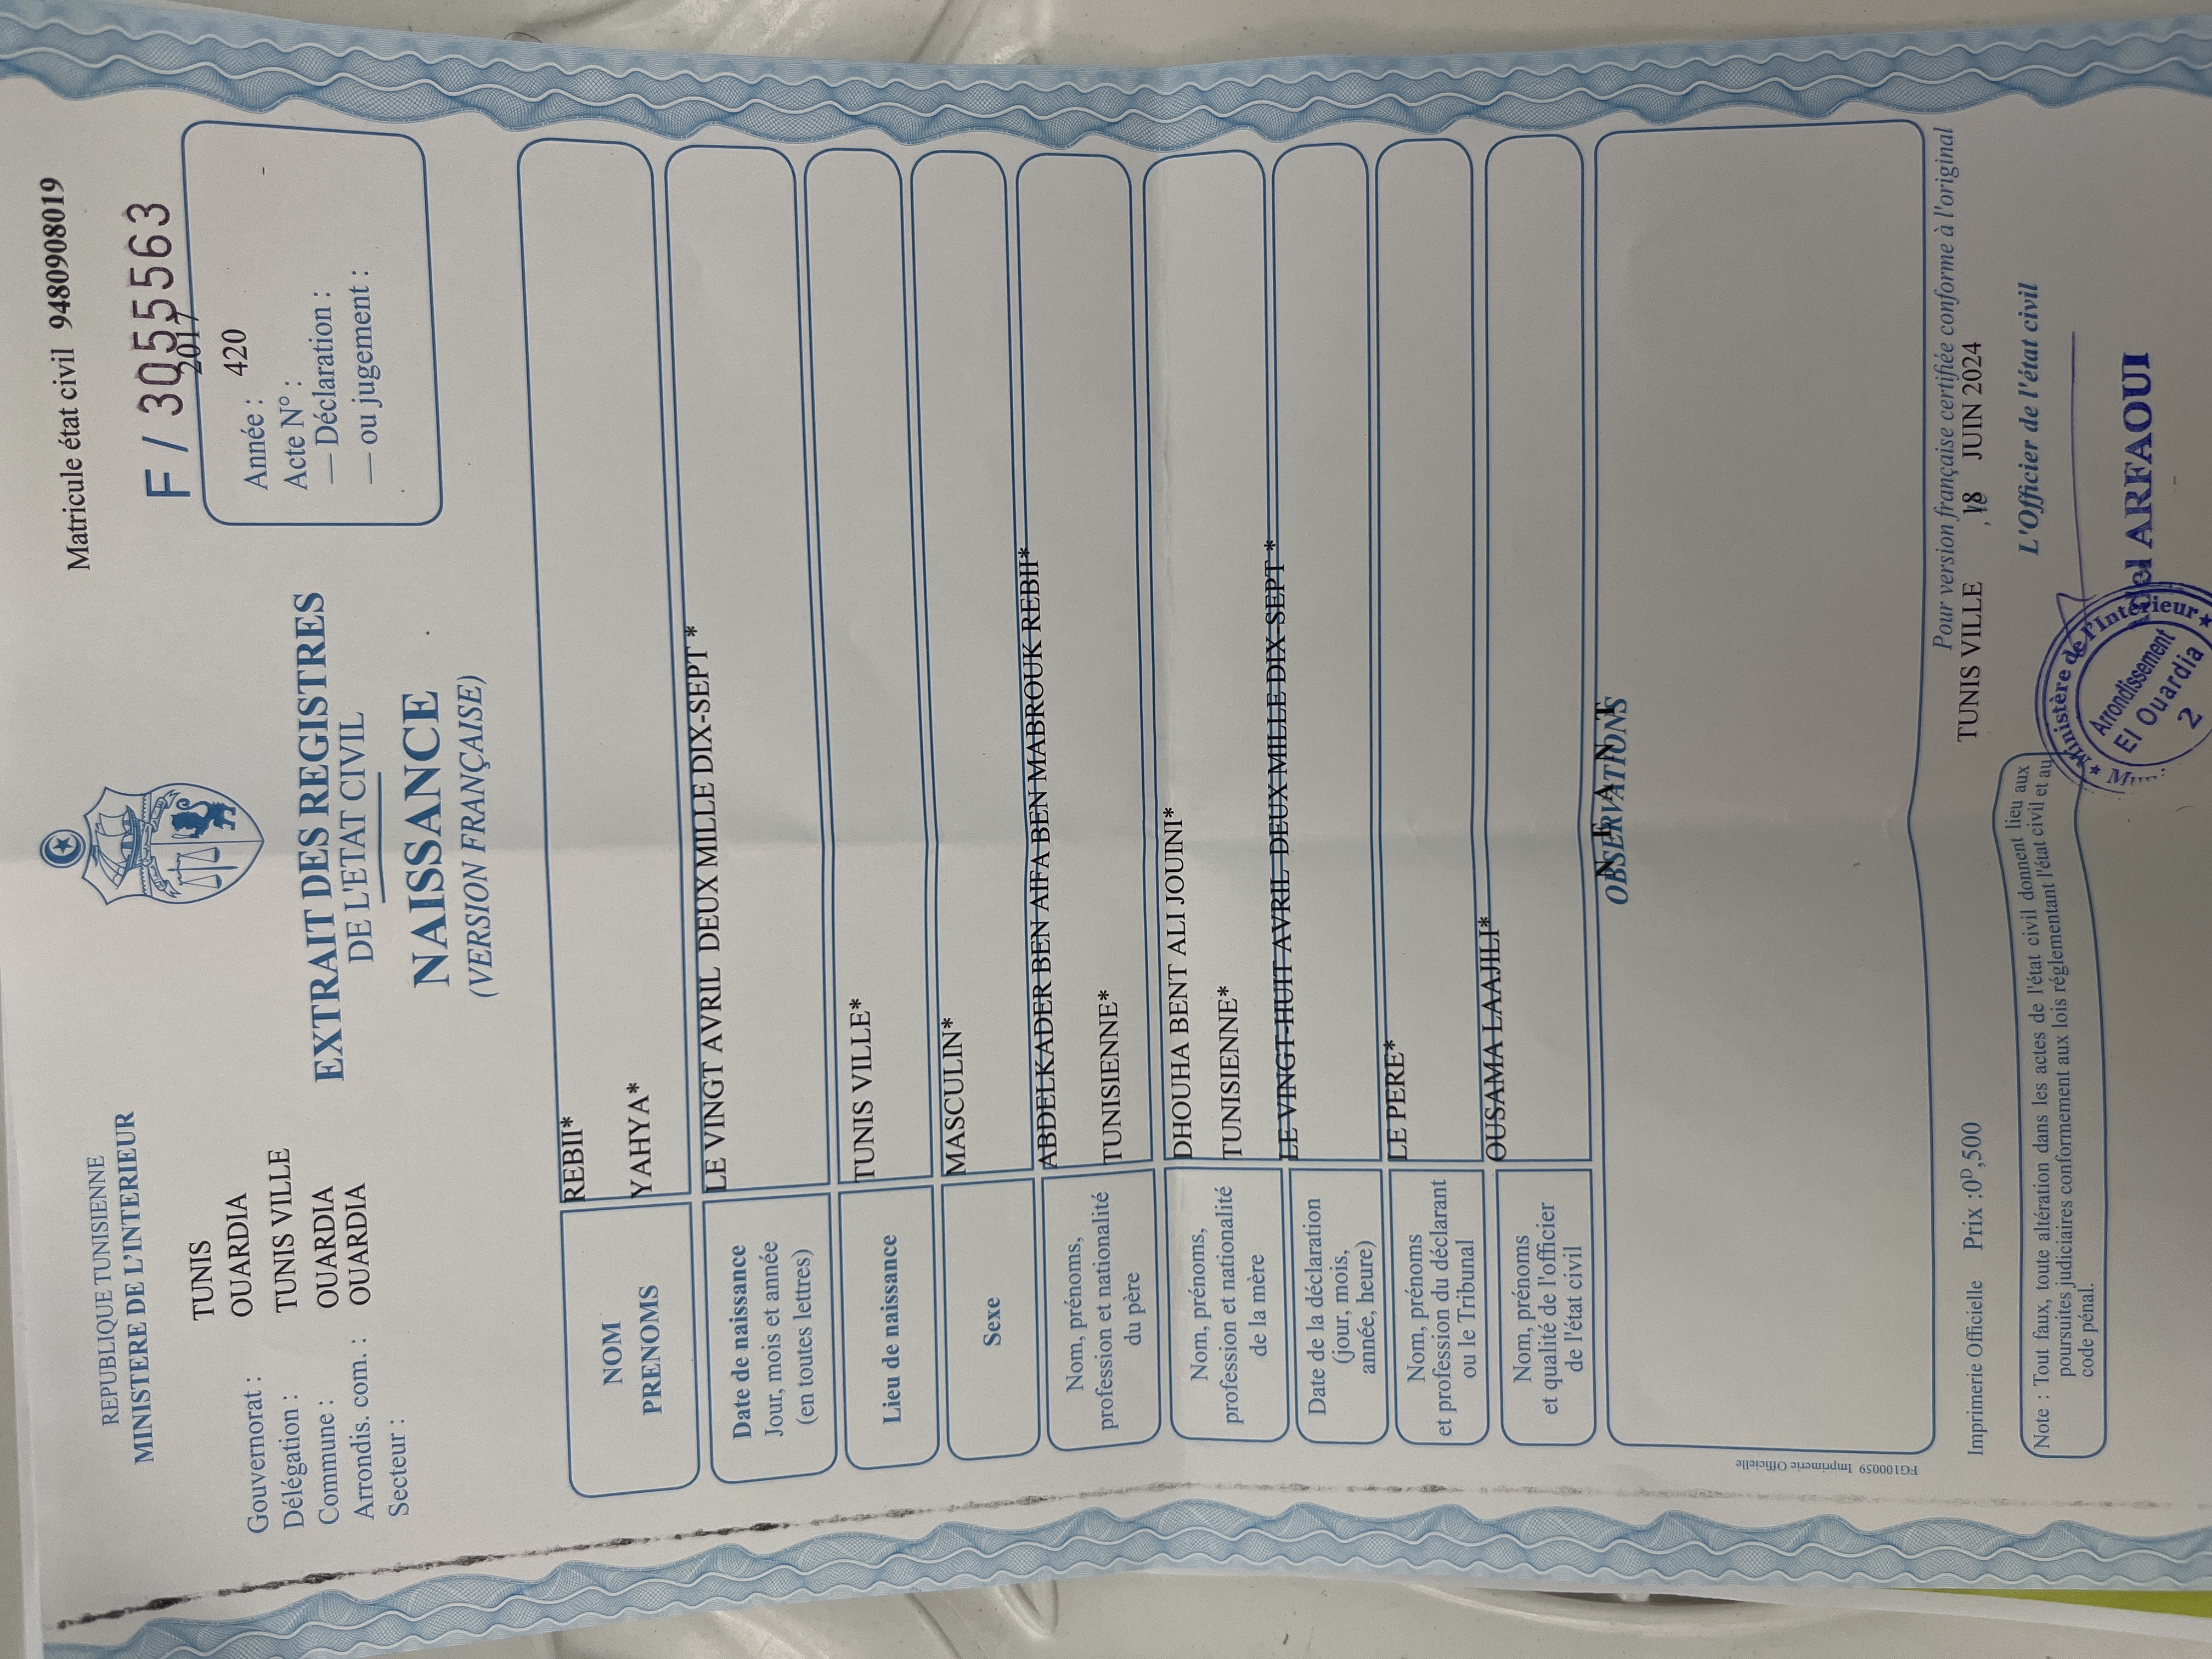 Matricule état civil 9480908019
REPUBLIQUE TUNISIENNE
MINISTERE DE L'INTERIEUR
F / 3055563
Gouvernorat : TUNIS
Délégation : OUARDIA
Commune : TUNIS VILLE
Arrondis. com. : OUARDIA
Secteur : OUARDIA
Année : 2017
Acte N° : 420
— Déclaration :
— ou jugement :
EXTRAIT DES REGISTRES
DE L'ETAT CIVIL
NAISSANCE
(VERSION FRANÇAISE)
NOM REBII*
PRENOMS YAHYA*
Date de naissance
Jour, mois et année
(en toutes lettres)
LE VINGT AVRIL DEUX MILLE DIX-SEPT *
Lieu de naissance TUNIS VILLE*
Sexe MASCULIN*
Nom, prénoms,
profession et nationalité
du père
ABDELKADER BEN AIFA BEN MABROUK REBII*
TUNISIENNE*
Nom, prénoms,
profession et nationalité
de la mère
DHOUHA BENT ALI JOUINI*
TUNISIENNE*
Date de la déclaration
(jour, mois,
année, heure)
LE VINGT-HUIT AVRIL DEUX MILLE DIX-SEPT *
Nom, prénoms
et profession du déclarant
ou le Tribunal
LE PERE*
Nom, prénoms
et qualité de l'officier
de l'état civil
OUSAMA LAAJILI*
OBSERVATIONS
N E A N T
FG100059 Imprimerie Officielle
Pour version française certifiée conforme à l'original
TUNIS VILLE , 18 JUIN 2024
L'Officier de l'état civil
Imprimerie Officielle Prix :0ᴰ,500
Note : Tout faux, toute altération dans les actes de l'état civil donnent lieu aux
poursuites judiciaires conformement aux lois réglementant l'état civil et au
code pénal.
ARFAOUI
Ministère de l'Intérieur
Arrondissement
El Ouardia
2